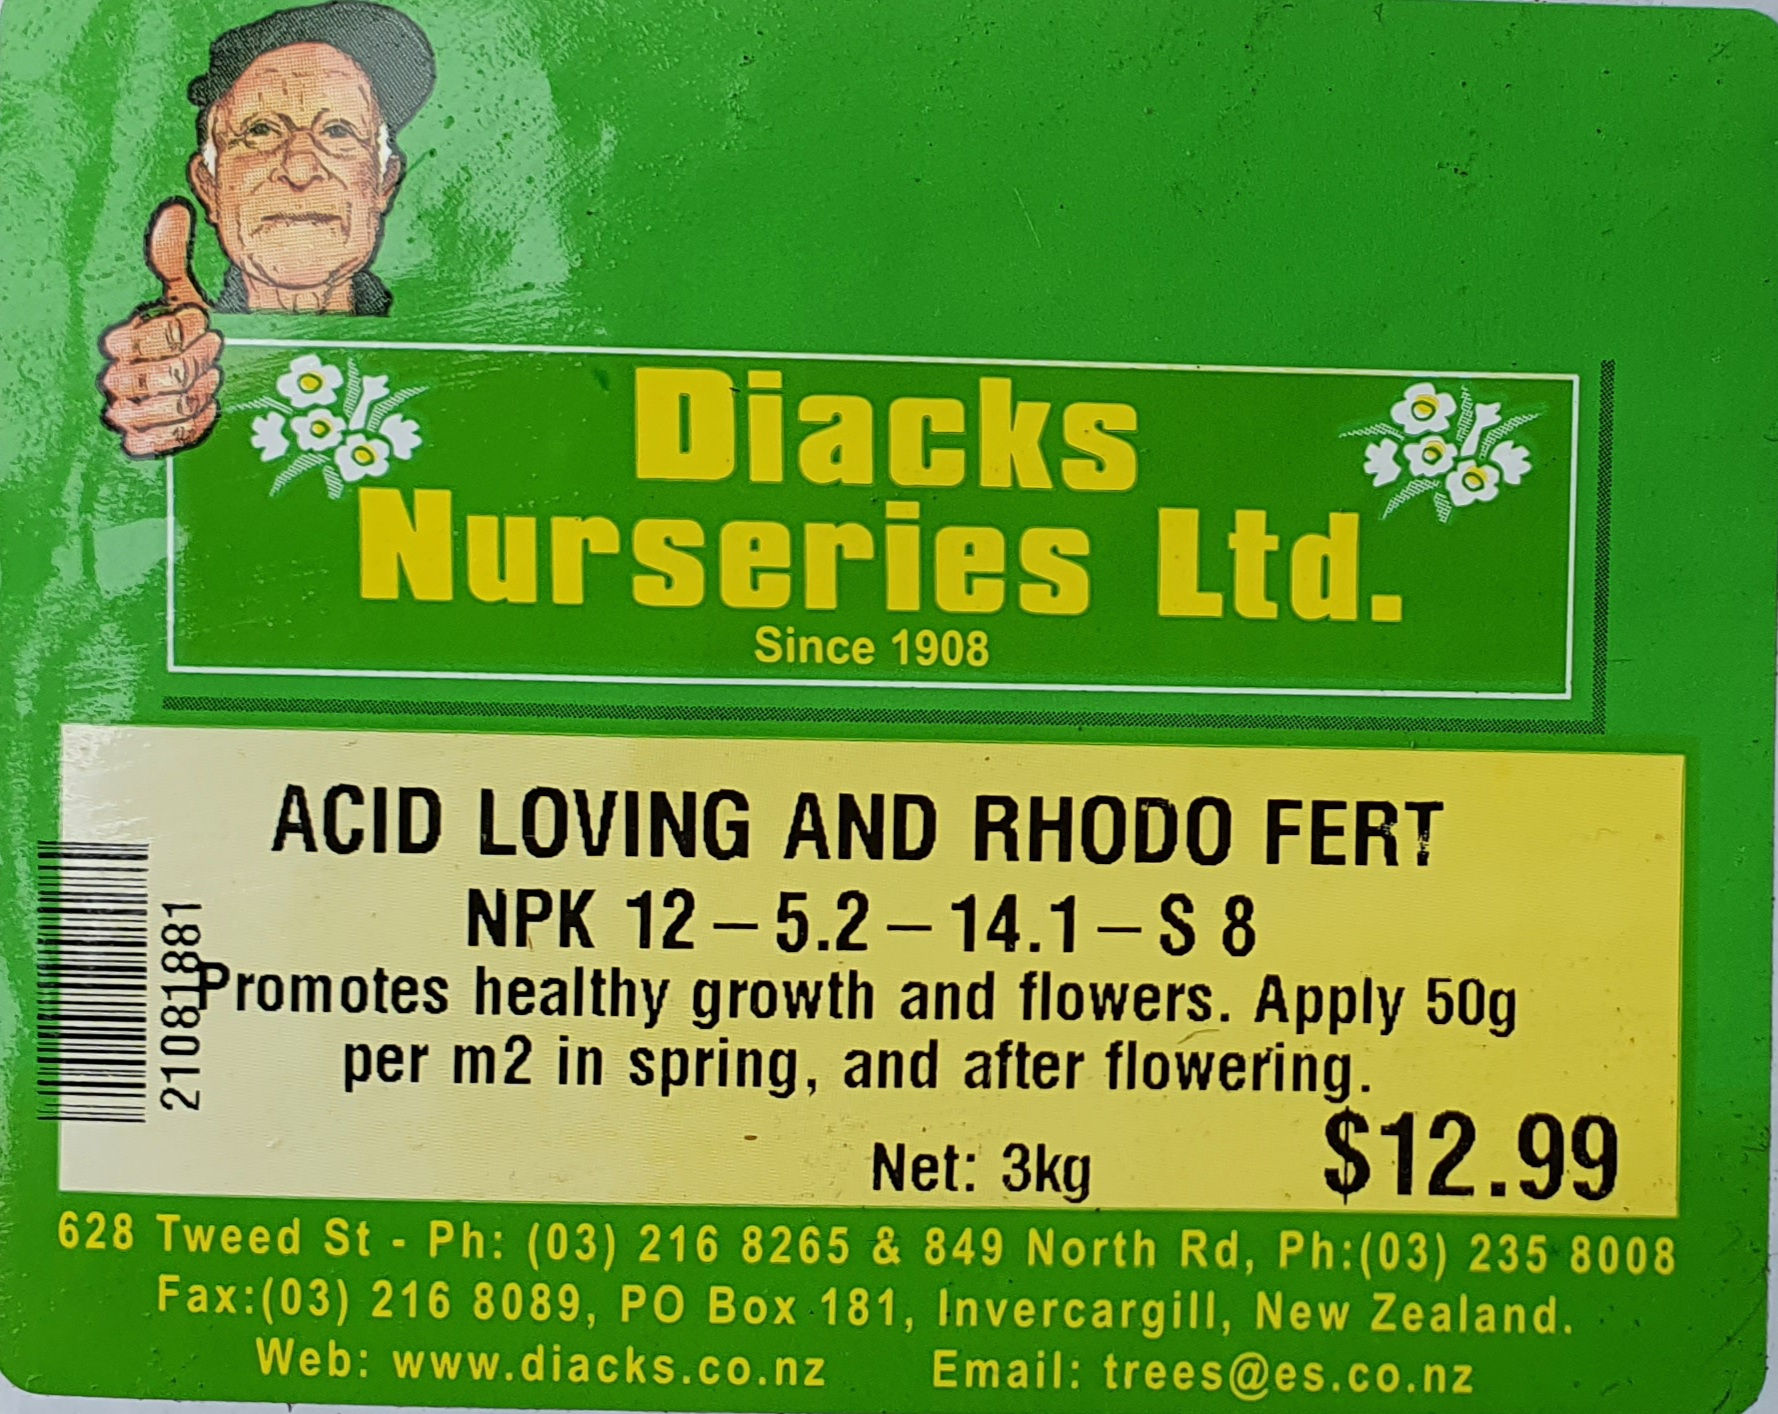 Diacks
Nurseries Ltd.
Since 1908
ACID LOVING AND RHODO FERT
NPK 12 – 5.2 – 14.1 – S 8
Promotes healthy growth and flowers. Apply 50g
per m2 in spring, and after flowering.
Net: 3kg
$12.99
210818881
628 Tweed St - Ph: (03) 216 8265 & 849 North Rd, Ph:(03) 235 8008
Fax:(03) 216 8089, PO Box 181, Invercargill, New Zealand.
Web: www.diacks.co.nz Email: trees@es.co.nz